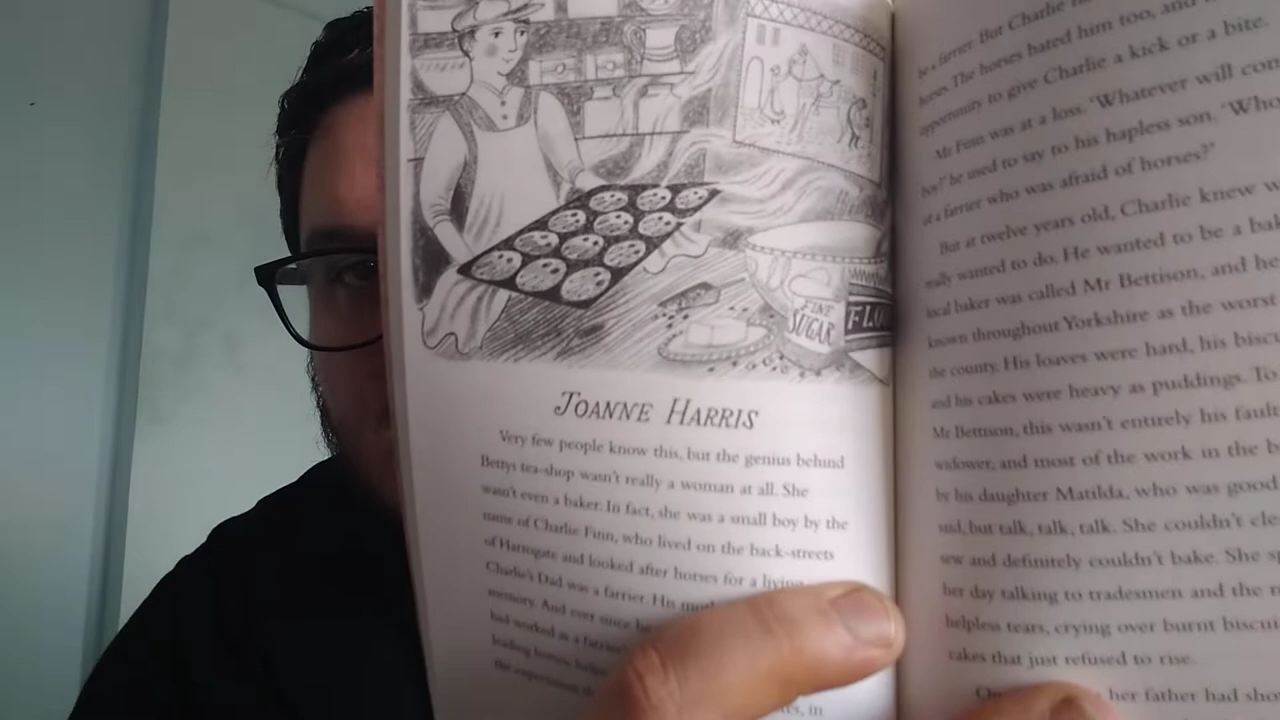 FINE
SUGAR
FLOU
JOANNE HARRIS
Very few people know this, but the genius behind
Bettys tea-shop wasn't really a woman at all. She
wasn't even a baker. In fact, she was a small boy by the
name of Charlie Finn, who lived on the back-streets
of Harrogate and looked after horses for a living.
Charlie's Dad was a farrier. His
memory. And ever since he
had worked as a farrier's
leading horses,
the experiment
in
be a farrier. But Charlie
horses. The horses hated him too, and
opportunity to give Charlie a kick or a bite.
Mr Finn was at a loss. 'Whatever will
boy?' he used to say to his hapless son. 'Who
of a farrier who was afraid of horses?'
But at twelve years old, Charlie knew
really wanted to do. He wanted to be a
local baker was called Mr Bettison, and he
known throughout Yorkshire as the worst
the county. His loaves were hard, his
and his cakes were heavy as puddings. To
Mr Bettison, this wasn't entirely his fault
widower, and most of the work in the
by his daughter Matilda, who was good
said, but talk, talk, talk. She couldn't
sew and definitely couldn't bake. She
her day talking to tradesmen and the
helpless tears, crying over burnt
cakes that just refused to rise.
her father had